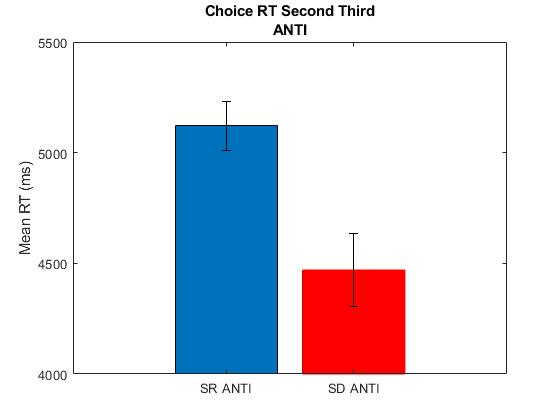 Choice RT Second Third
ANTI
5500
5000
4500
4000
Mean RT (ms)
SR ANTI
SD ANTI